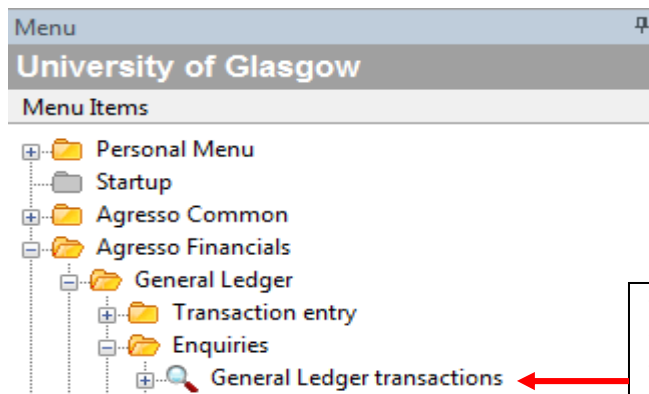 Menu
University of Glasgow
Menu Items
Personal Menu
Startup
Agresso Common
Agresso Financials
General Ledger
Transaction entry
Enquiries
General Ledger transactions